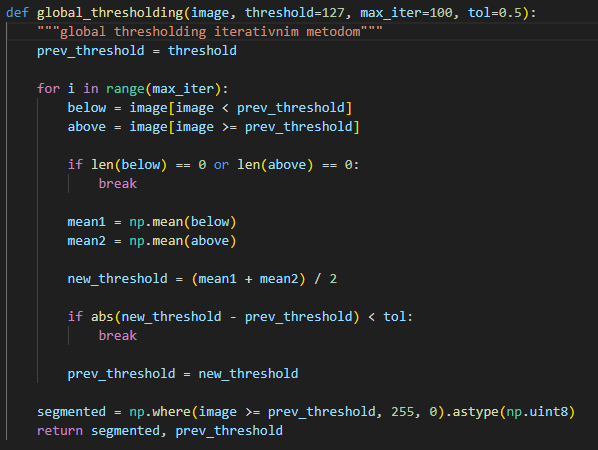 def global_thresholding(image, threshold=127, max_iter=100, tol=0.5):
    """global thresholding iterativnim metodom"""
    prev_threshold = threshold

    for i in range(max_iter):
        below = image[image < prev_threshold]
        above = image[image >= prev_threshold]

        if len(below) == 0 or len(above) == 0:
            break

        mean1 = np.mean(below)
        mean2 = np.mean(above)

        new_threshold = (mean1 + mean2) / 2

        if abs(new_threshold - prev_threshold) < tol:
            break

        prev_threshold = new_threshold

    segmented = np.where(image >= prev_threshold, 255, 0).astype(np.uint8)
    return segmented, prev_threshold